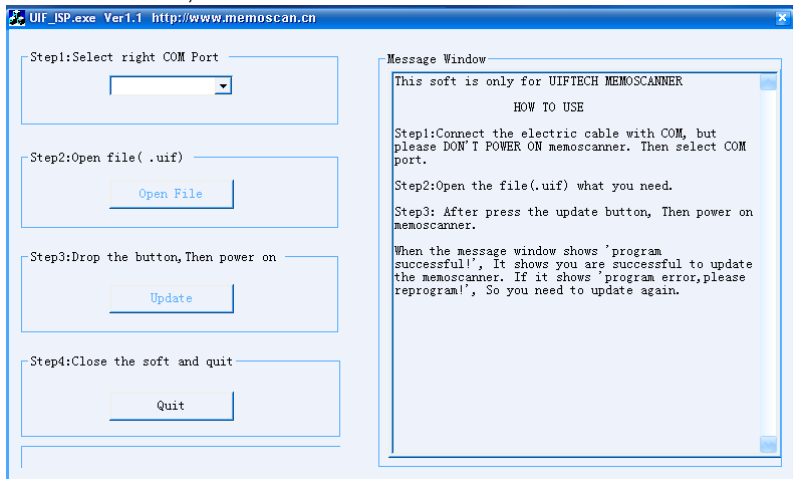 UIF_ISP.exe Ver1.1 http://www.memoscan.cn
Step1:Select right COM Port
Step2:Open file( .uif)
Open File
Step3:Drop the button,Then power on
Update
Step4:Close the soft and quit
Quit
Message Window
This soft is only for UIFTECH MEMOSCANNER
HOW TO USE
Step1:Connect the electric cable with COM, but
please DON'T POWER ON memoscanner. Then select COM
port.
Step2:Open the file(.uif) what you need.
Step3: After press the update button, Then power on
memoscanner.
When the message window shows 'program
successful!', It shows you are successful to update
the memoscanner. If it shows 'program error,please
reprogram!', So you need to update again.